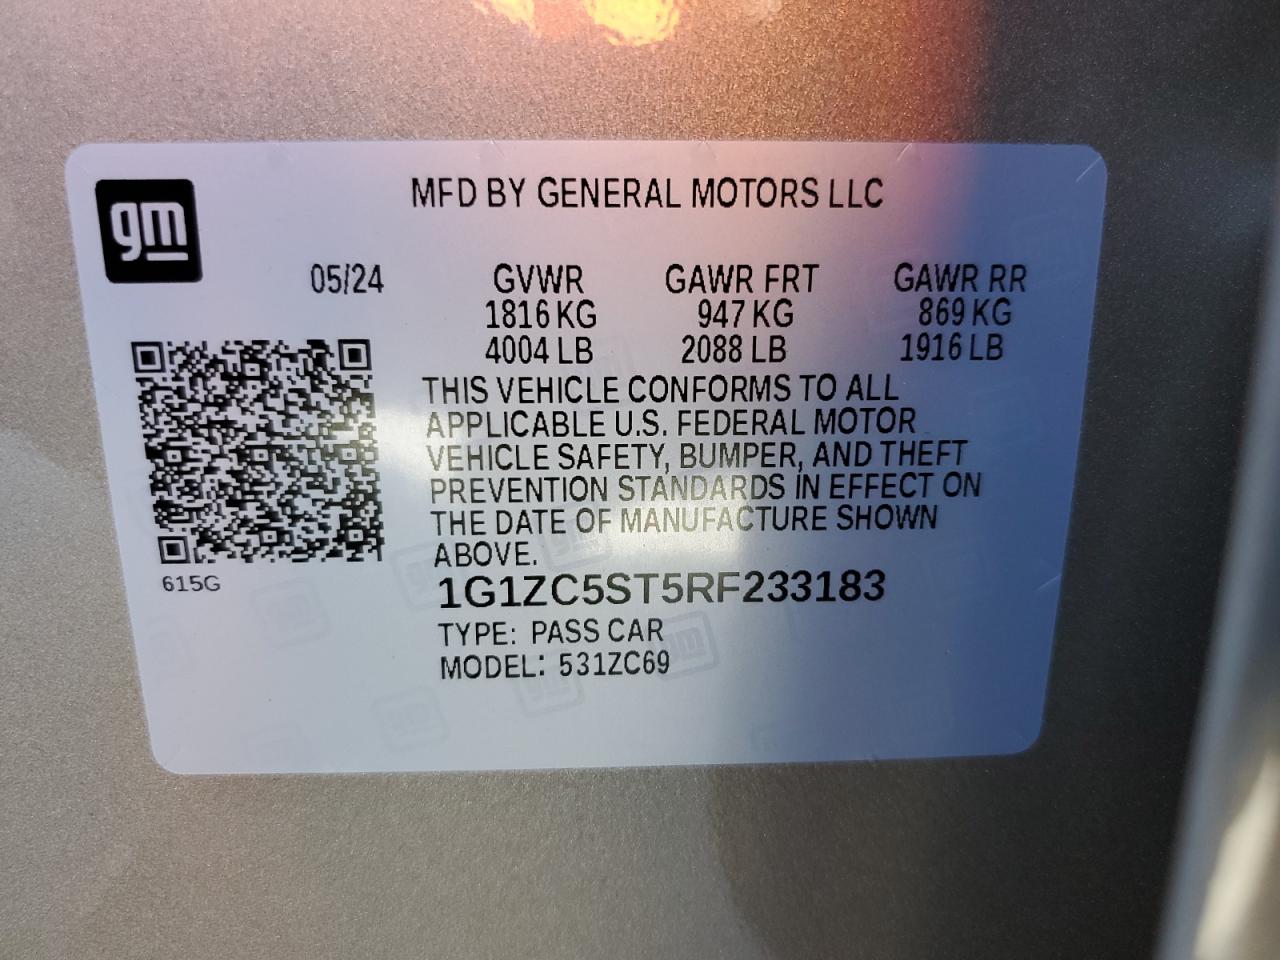 gm
MFD BY GENERAL MOTORS LLC
05/24 GVWR GAWR FRT GAWR RR
1816 KG 947 KG 869 KG
4004 LB 2088 LB 1916 LB
THIS VEHICLE CONFORMS TO ALL
APPLICABLE U.S. FEDERAL MOTOR
VEHICLE SAFETY, BUMPER, AND THEFT
PREVENTION STANDARDS IN EFFECT ON
THE DATE OF MANUFACTURE SHOWN
ABOVE.
615G
1G1ZC5ST5RF233183
TYPE: PASS CAR
MODEL: 531ZC69